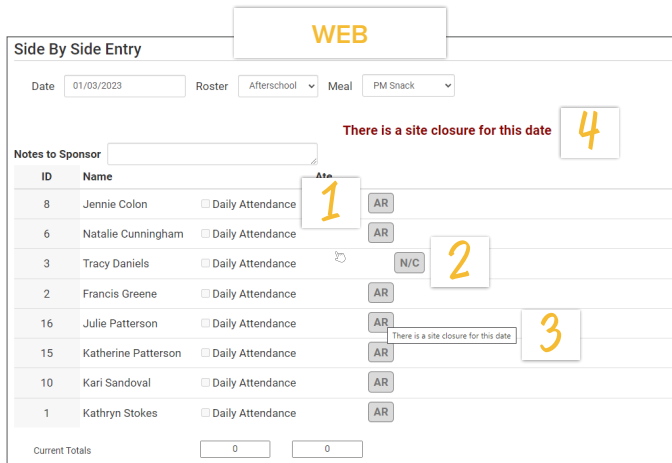 WEB
Side By Side Entry
Date 01/03/2023 Roster Afterschool Meal PM Snack
There is a site closure for this date 4
Notes to Sponsor
ID Name Ate
8 Jennie Colon Daily Attendance 1 AR
6 Natalie Cunningham Daily Attendance AR
3 Tracy Daniels Daily Attendance N/C 2
2 Francis Greene Daily Attendance AR
16 Julie Patterson Daily Attendance AR
There is a site closure for this date 3
15 Katherine Patterson Daily Attendance AR
10 Kari Sandoval Daily Attendance AR
1 Kathryn Stokes Daily Attendance AR
Current Totals 0 0